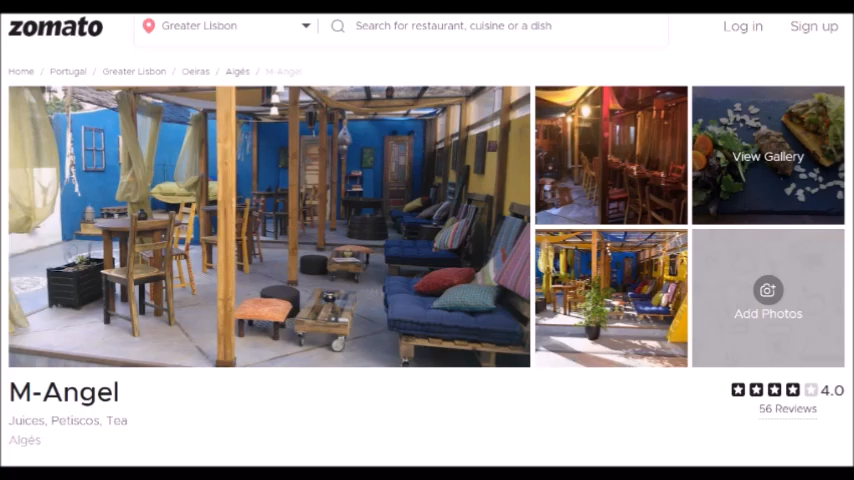 zomato
Greater Lisbon
Search for restaurant, cuisine or a dish
Log in
Sign up
Home / Portugal / Greater Lisbon / Oeiras / Algés / M-Angel
View Gallery
Add Photos
M-Angel
4.0
Juices, Petiscos, Tea
56 Reviews
Algés